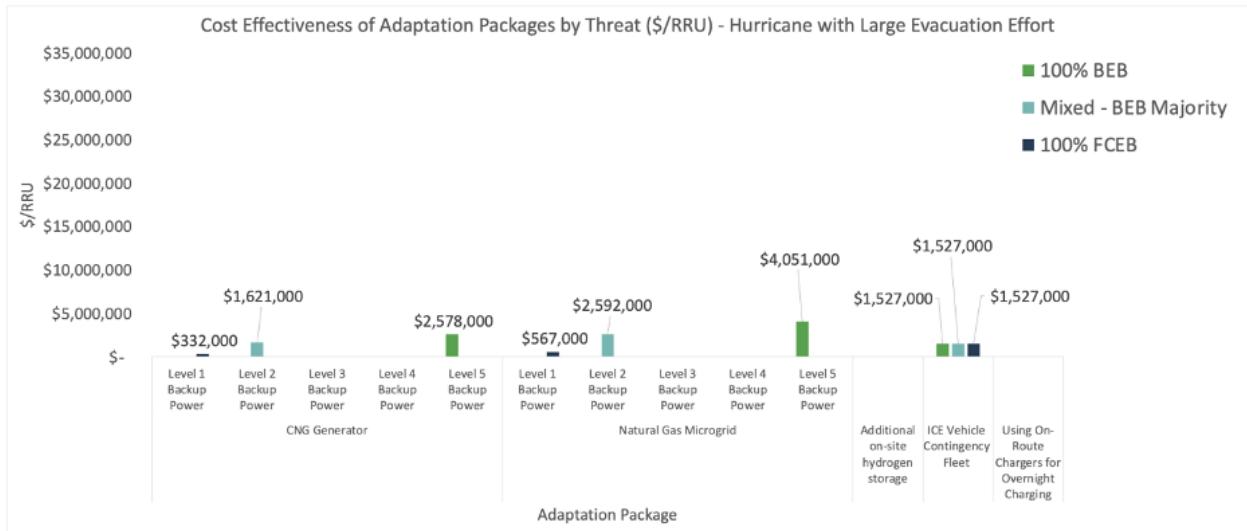 Cost Effectiveness of Adaptation Packages by Threat ($/RRU) - Hurricane with Large Evacuation Effort
$35,000,000
$30,000,000
$25,000,000
$20,000,000
$15,000,000
$10,000,000
$5,000,000
$-
$/RRU
100% BEB
Mixed - BEB Majority
100% FCEB
$332,000
$1,621,000
$2,578,000
$567,000
$2,592,000
$4,051,000
$1,527,000
$1,527,000
$1,527,000
Level 1
Backup
Power
Level 2
Backup
Power
Level 3
Backup
Power
Level 4
Backup
Power
Level 5
Backup
Power
CNG Generator
Level 1
Backup
Power
Level 2
Backup
Power
Level 3
Backup
Power
Level 4
Backup
Power
Level 5
Backup
Power
Natural Gas Microgrid
Additional
on-site
hydrogen
storage
ICE Vehicle
Contingency
Fleet
Using On-
Route
Chargers for
Overnight
Charging
Adaptation Package